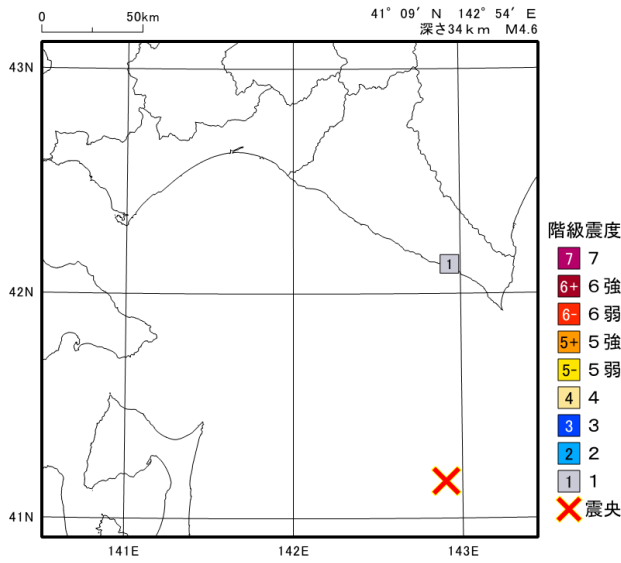 0 50km
41° 09′ N 142° 54′ E
深さ34ｋｍ M4.6
43N
42N
41N
141E 142E 143E
1
階級震度
7 7
6+ 6強
6- 6弱
5+ 5強
5- 5弱
4 4
3 3
2 2
1 1
震央